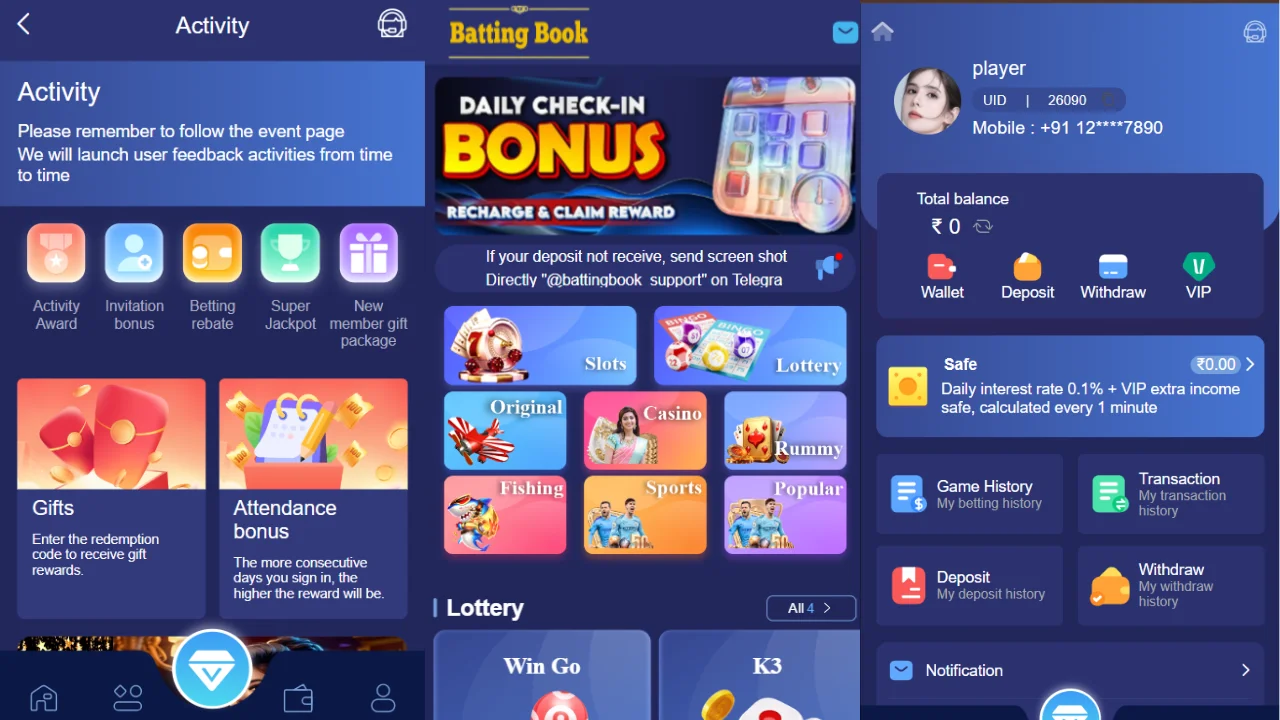 Activity
Activity
Please remember to follow the event page
We will launch user feedback activities from time
to time
Activity
Award
Invitation
bonus
Betting
rebate
Super
Jackpot
New
member gift
package
Gifts
Enter the redemption
code to receive gift
rewards.
Attendance
bonus
The more consecutive
days you sign in, the
higher the reward will be.
Batting Book
DAILY CHECK-IN
BONUS
RECHARGE & CLAIM REWARD
If your deposit not receive, send screen shot
Directly "@battingbook_support" on Telegra
Slots
BINGO
BINGO
Lottery
Original
Casino
Rummy
Fishing
Sports
Popular
Lottery
All 4
Win Go
K3
player
UID | 26090
Mobile : +91 12****7890
Total balance
₹ 0
Wallet
Deposit
Withdraw
VIP
Safe
₹0.00
Daily interest rate 0.1% + VIP extra income
safe, calculated every 1 minute
Game History
My betting history
Transaction
My transaction
history
Deposit
My deposit history
Withdraw
My withdraw
history
Notification